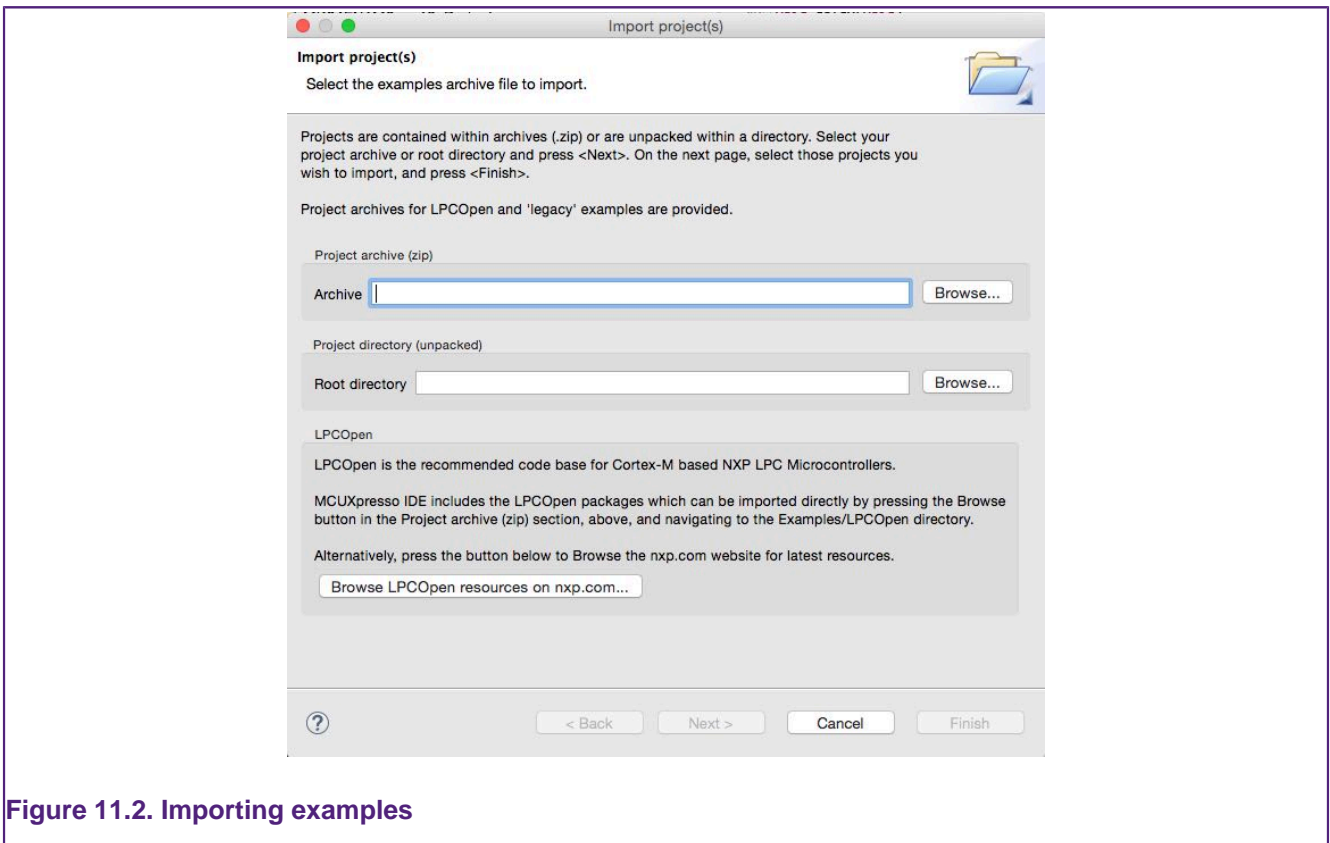 Import project(s)
Import project(s)
Select the examples archive file to import.
Projects are contained within archives (.zip) or are unpacked within a directory. Select your
project archive or root directory and press <Next>. On the next page, select those projects you
wish to import, and press <Finish>.
Project archives for LPCOpen and 'legacy' examples are provided.
Project archive (zip)
Archive
Browse...
Project directory (unpacked)
Root directory
Browse...
LPCOpen
LPCOpen is the recommended code base for Cortex-M based NXP LPC Microcontrollers.
MCUXpresso IDE includes the LPCOpen packages which can be imported directly by pressing the Browse
button in the Project archive (zip) section, above, and navigating to the Examples/LPCOpen directory.
Alternatively, press the button below to Browse the nxp.com website for latest resources.
Browse LPCOpen resources on nxp.com...
?
< Back
Next >
Cancel
Finish
Figure 11.2. Importing examples